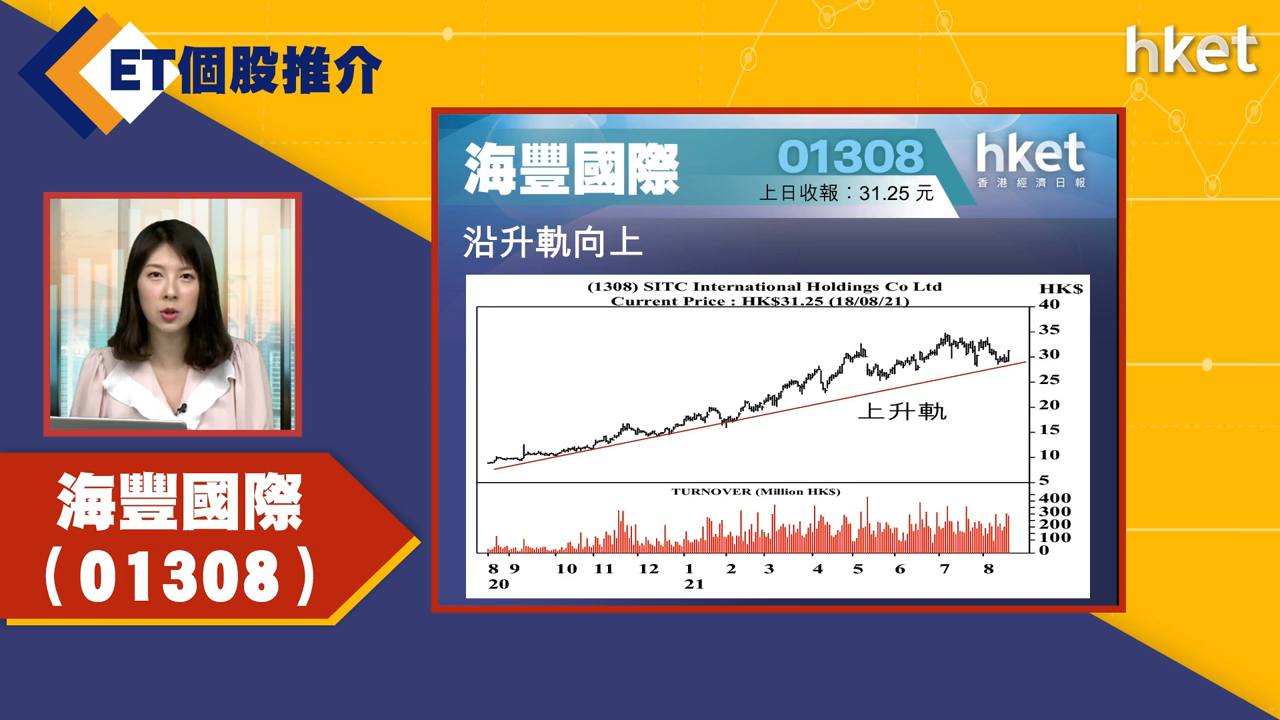 ET個股推介
hket
海豐國際
01308
hket
香港經濟日報
上日收報：31.25 元
沿升軌向上
(1308) SITC International Holdings Co Ltd
Current Price : HK$31.25 (18/08/21)
HK$
40
35
30
25
20
15
10
5
上升軌
TURNOVER (Million HK$)
400
300
200
100
0
8 9 10 11 12 1 2 3 4 5 6 7 8
20 21
海豐國際
(01308)